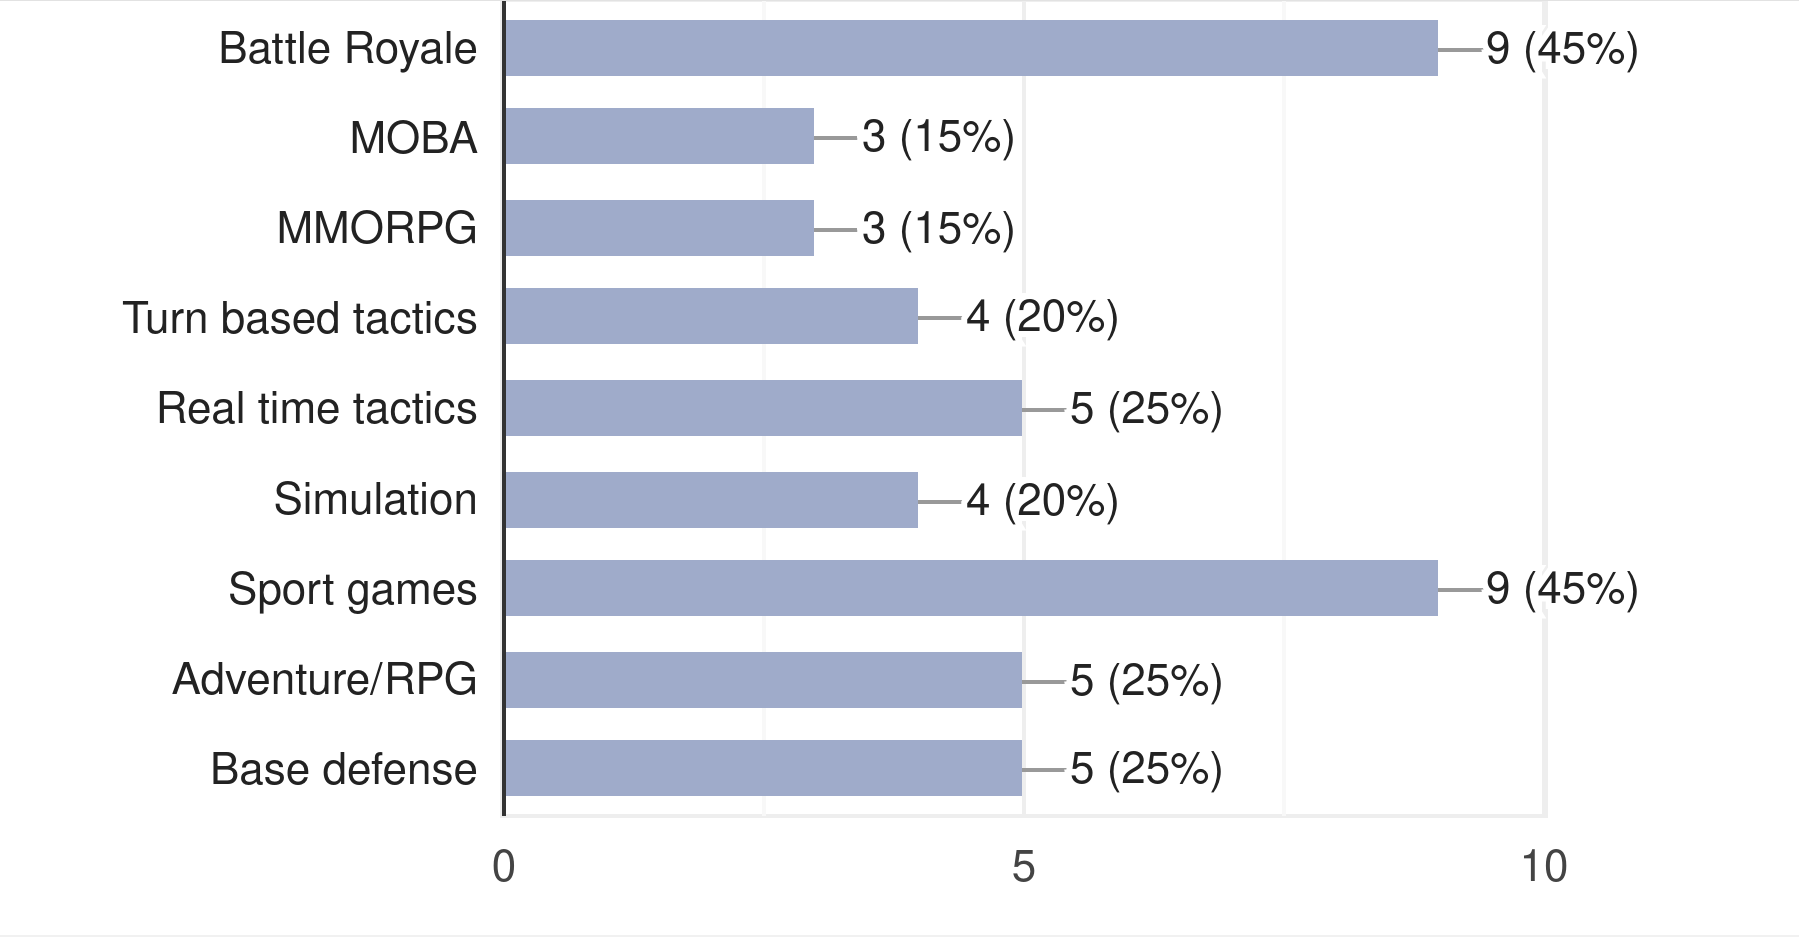 Battle Royale 9 (45%)
MOBA 3 (15%)
MMORPG 3 (15%)
Turn based tactics 4 (20%)
Real time tactics 5 (25%)
Simulation 4 (20%)
Sport games 9 (45%)
Adventure/RPG 5 (25%)
Base defense 5 (25%)
0 5 10